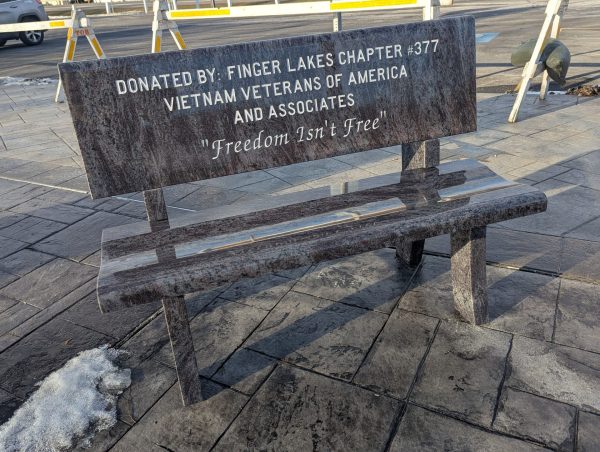 DONATED BY: FINGER LAKES CHAPTER #377
VIETNAM VETERANS OF AMERICA
AND ASSOCIATES
"Freedom Isn't Free"